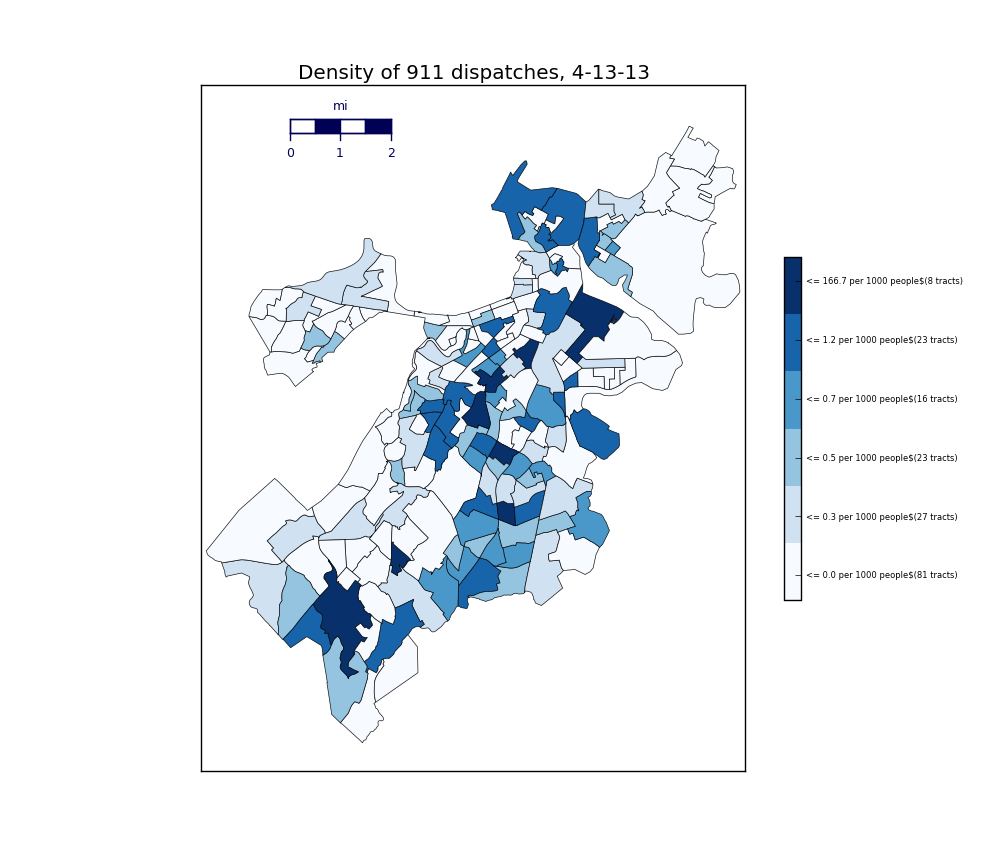 Density of 911 dispatches, 4-13-13
mi
0 1 2
<= 166.7 per 1000 people$(8 tracts)
<= 1.2 per 1000 people$(23 tracts)
<= 0.7 per 1000 people$(16 tracts)
<= 0.5 per 1000 people$(23 tracts)
<= 0.3 per 1000 people$(27 tracts)
<= 0.0 per 1000 people$(81 tracts)